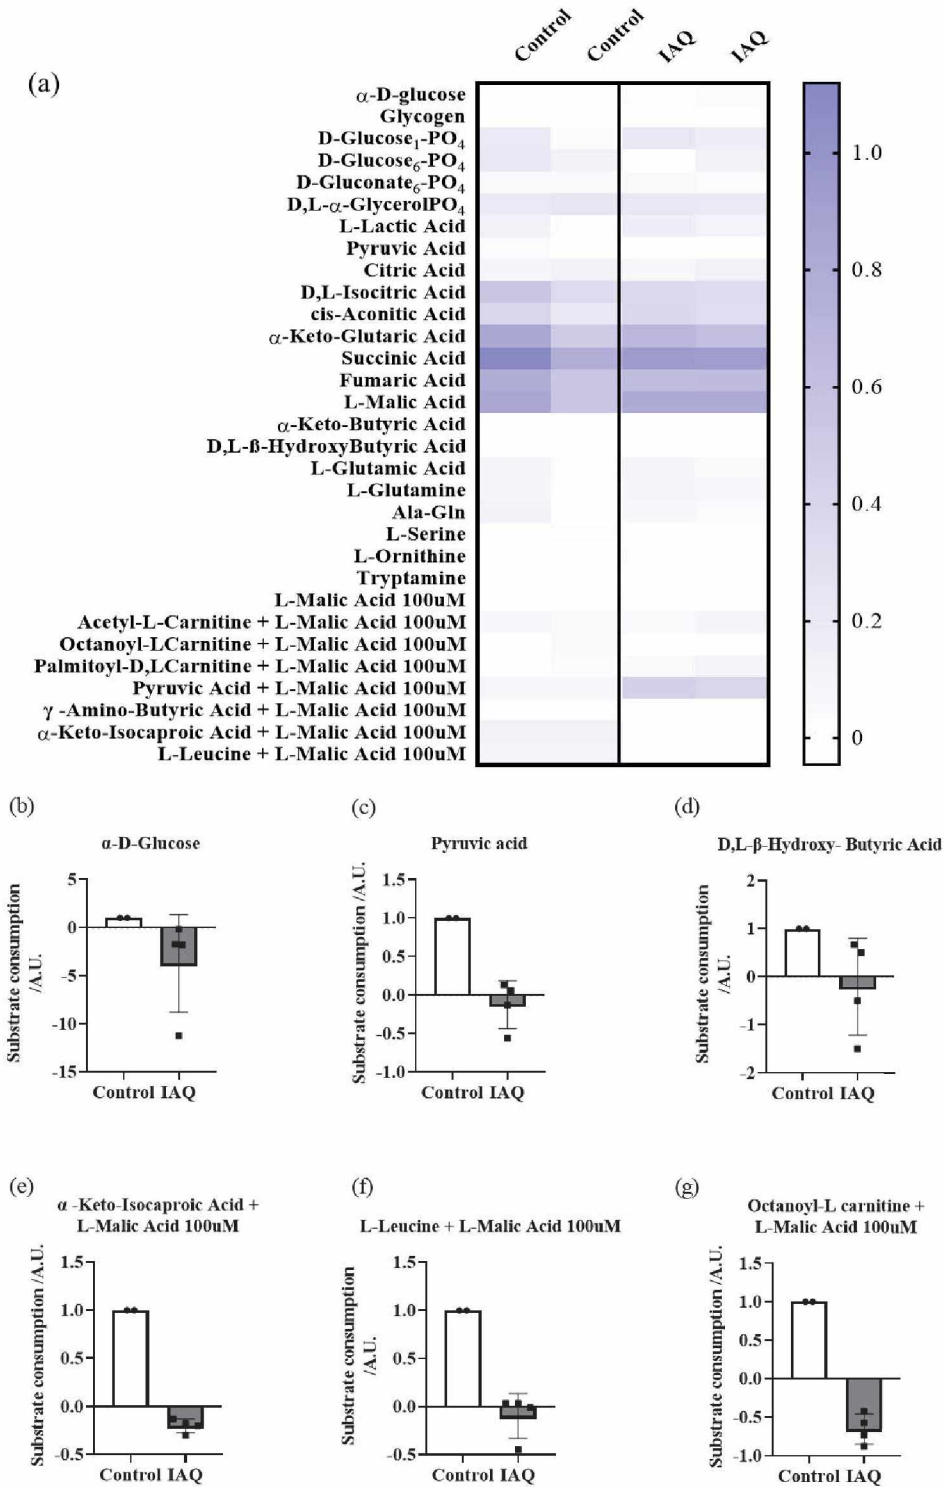 (a)
Control Control IAQ IAQ
α-D-glucose
Glycogen
D-Glucose₁-PO₄
D-Glucose₆-PO₄
D-Gluconate₆-PO₄
D,L-α-GlycerolPO₄
L-Lactic Acid
Pyruvic Acid
Citric Acid
D,L-Isocitric Acid
cis-Aconitic Acid
α-Keto-Glutaric Acid
Succinic Acid
Fumaric Acid
L-Malic Acid
α-Keto-Butyric Acid
D,L-ß-HydroxyButyric Acid
L-Glutamic Acid
L-Glutamine
Ala-Gln
L-Serine
L-Ornithine
Tryptamine
L-Malic Acid 100uM
Acetyl-L-Carnitine + L-Malic Acid 100uM
Octanoyl-LCarnitine + L-Malic Acid 100uM
Palmitoyl-D,LCarnitine + L-Malic Acid 100uM
Pyruvic Acid + L-Malic Acid 100uM
γ -Amino-Butyric Acid + L-Malic Acid 100uM
α-Keto-Isocaproic Acid + L-Malic Acid 100uM
L-Leucine + L-Malic Acid 100uM
1.0
0.8
0.6
0.4
0.2
0
(b)
α-D-Glucose
Substrate consumption
/A.U.
5
0
-5
-10
-15
Control IAQ
(c)
Pyruvic acid
Substrate consumption /A.U.
1.5
1.0
0.5
0.0
-0.5
-1.0
Control IAQ
(d)
D,L-β-Hydroxy- Butyric Acid
Substrate consumption
/A.U.
2
1
0
-1
-2
Control IAQ
(e)
α -Keto-Isocaproic Acid +
L-Malic Acid 100uM
Substrate consumption /A.U.
1.5
1.0
0.5
0.0
-0.5
Control IAQ
(f)
L-Leucine + L-Malic Acid 100uM
Substrate consumption
/A.U.
1.5
1.0
0.5
0.0
-0.5
Control IAQ
(g)
Octanoyl-L carnitine +
L-Malic Acid 100uM
Substrate consumption /A.U.
1.5
1.0
0.5
0.0
-0.5
-1.0
Control IAQ